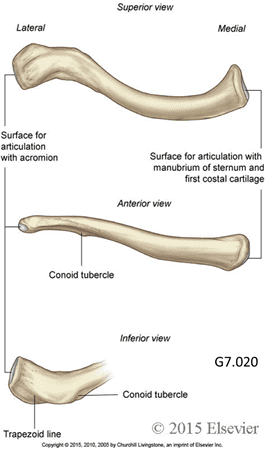 Superior view
Lateral
Medial
Surface for
articulation
with acromion
Surface for articulation with
manubrium of sternum and
first costal cartilage
Anterior view
Conoid tubercle
Inferior view
G7.020
Conoid tubercle
Trapezoid line
© 2015 Elsevier
Copyright © 2015, 2010, 2005 by Churchill Livingstone, an imprint of Elsevier Inc.